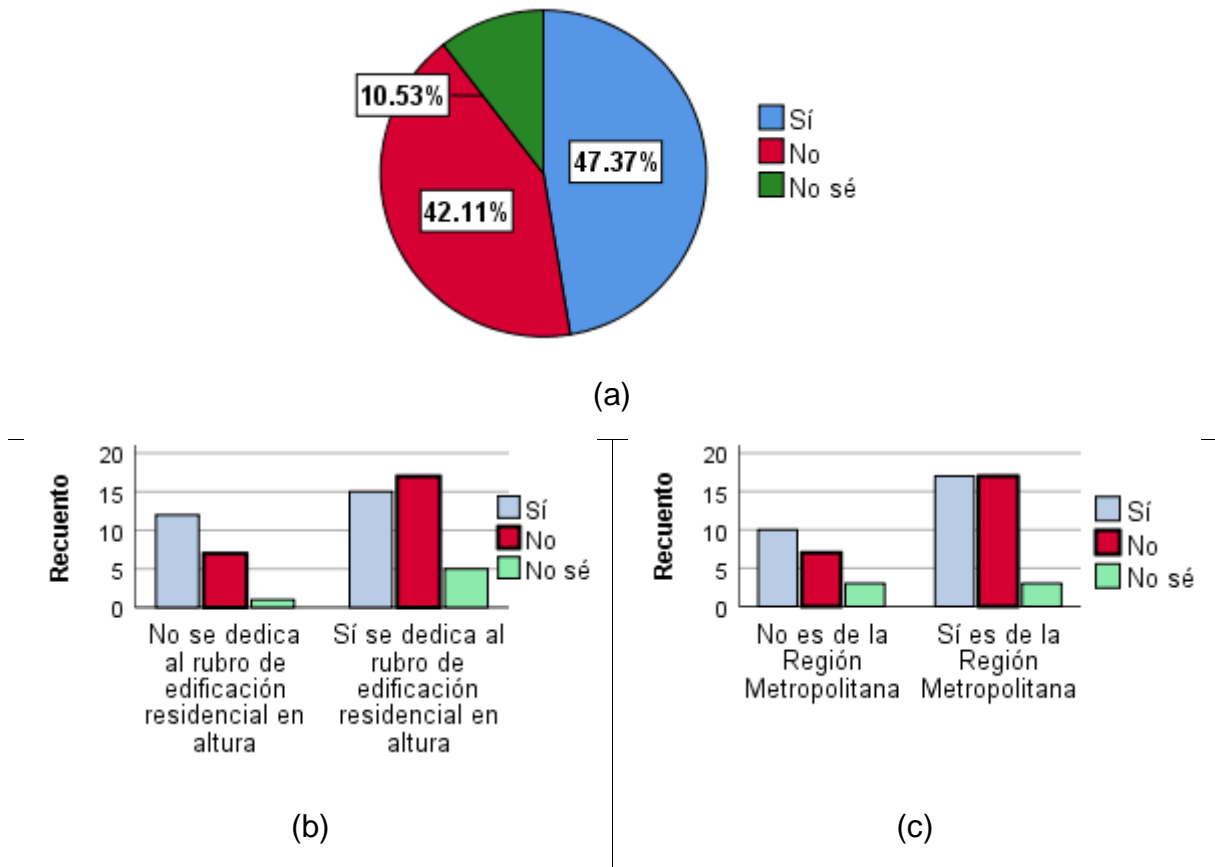 10.53%
47.37%
42.11%
Sí
No
No sé
(a)
20
15
10
5
0
Recuento
Sí
No
No sé
No se dedica
al rubro de
edificación
residencial en
altura
Sí se dedica al
rubro de
edificación
residencial en
altura
(b)
20
15
10
5
0
Recuento
Sí
No
No sé
No es de la
Región
Metropolitana
Sí es de la
Región
Metropolitana
(c)